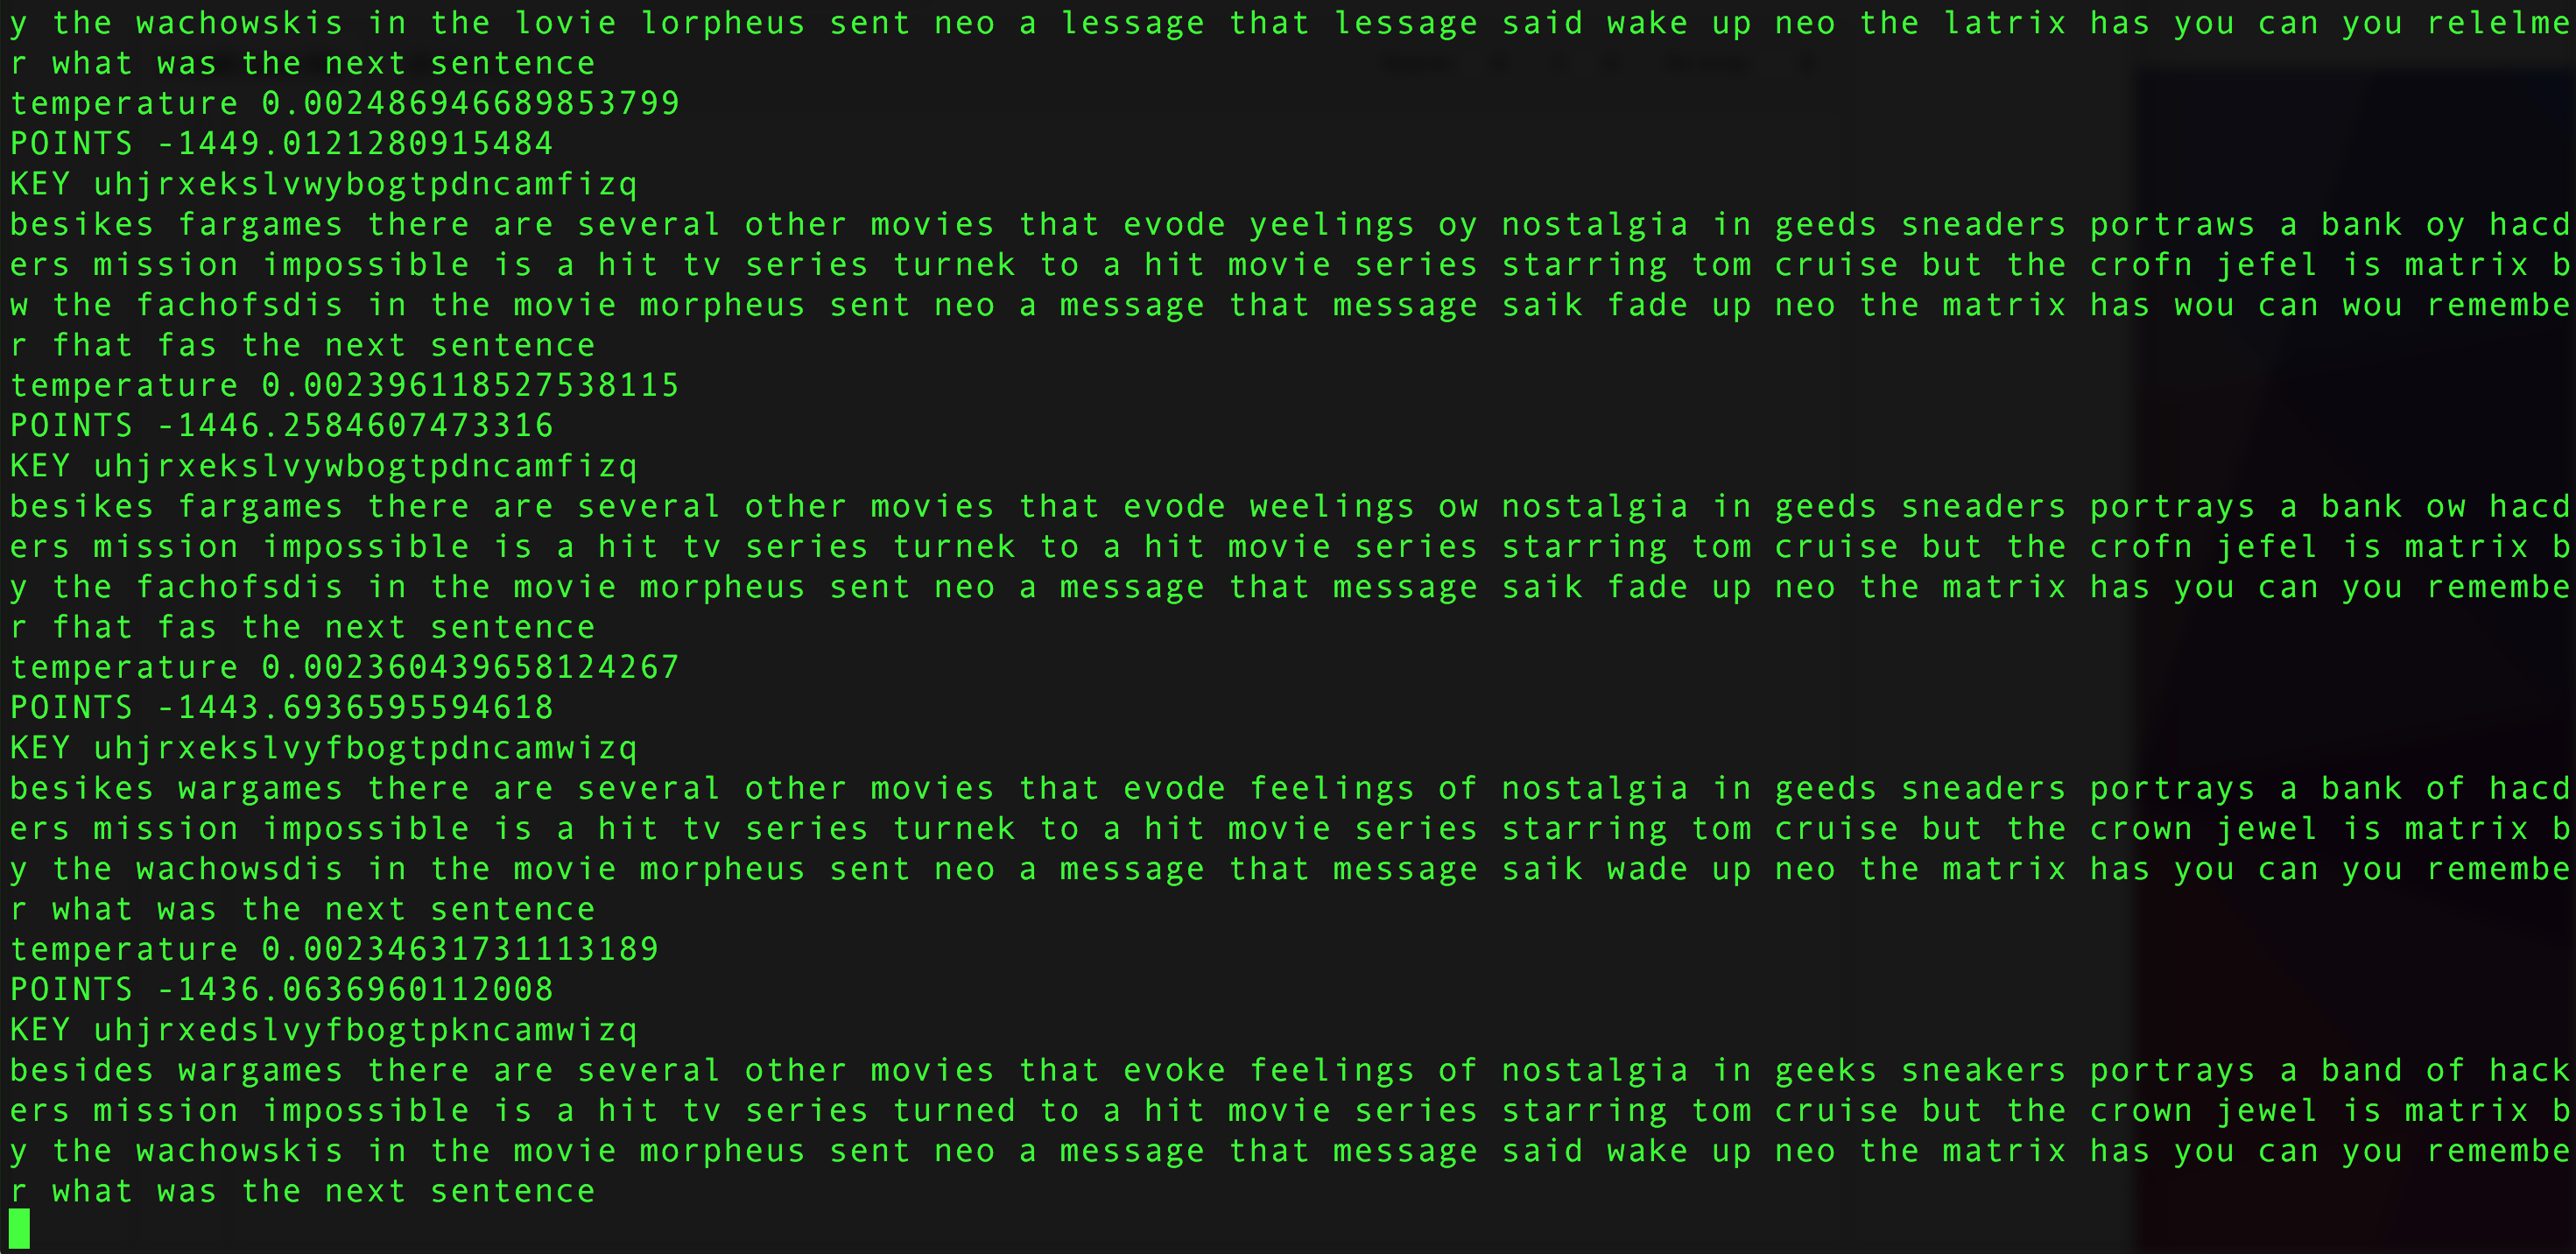 y the wachowskis in the lovie lorpheus sent neo a lessage that lessage said wake up neo the latrix has you can you relelme
r what was the next sentence
temperature 0.002486946689853799
POINTS -1449.0121280915484
KEY uhjrxekslvwybogtpdncamfizq
besikes fargames there are several other movies that evode yeelings oy nostalgia in geeds sneaders portraws a bank oy hacd
ers mission impossible is a hit tv series turnek to a hit movie series starring tom cruise but the crofn jefel is matrix b
w the fachofsdis in the movie morpheus sent neo a message that message saik fade up neo the matrix has wou can wou remembe
r fhat fas the next sentence
temperature 0.002396118527538115
POINTS -1446.2584607473316
KEY uhjrxekslvywbogtpdncamfizq
besikes fargames there are several other movies that evode weelings ow nostalgia in geeds sneaders portrays a bank ow hacd
ers mission impossible is a hit tv series turnek to a hit movie series starring tom cruise but the crofn jefel is matrix b
y the fachofsdis in the movie morpheus sent neo a message that message saik fade up neo the matrix has you can you remembe
r fhat fas the next sentence
temperature 0.002360439658124267
POINTS -1443.6936595594618
KEY uhjrxekslvyfbogtpdncamwizq
besikes wargames there are several other movies that evode feelings of nostalgia in geeds sneaders portrays a bank of hacd
ers mission impossible is a hit tv series turnek to a hit movie series starring tom cruise but the crown jewel is matrix b
y the wachowsdis in the movie morpheus sent neo a message that message saik wade up neo the matrix has you can you remembe
r what was the next sentence
temperature 0.00234631731113189
POINTS -1436.0636960112008
KEY uhjrxedslvyfbogtpkncamwizq
besides wargames there are several other movies that evoke feelings of nostalgia in geeks sneakers portrays a band of hack
ers mission impossible is a hit tv series turned to a hit movie series starring tom cruise but the crown jewel is matrix b
y the wachowskis in the movie morpheus sent neo a message that message said wake up neo the matrix has you can you remembe
r what was the next sentence